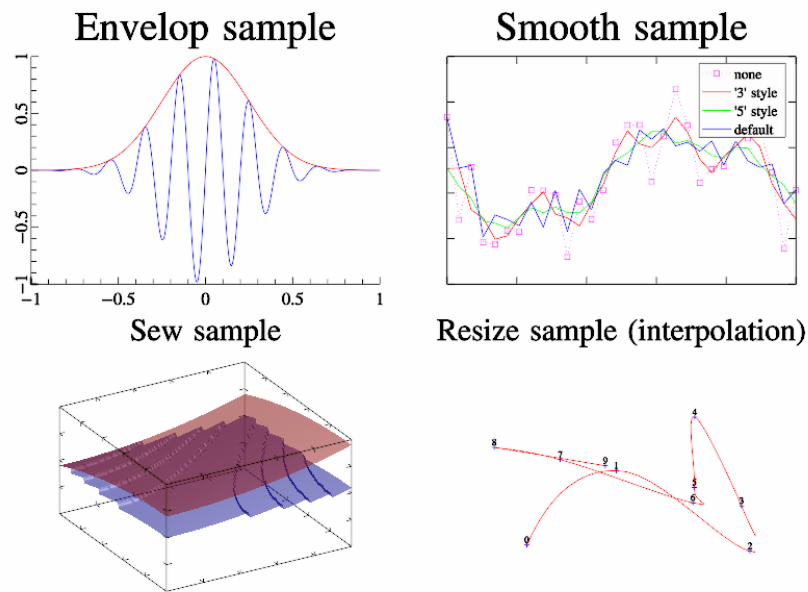 Envelop sample
1
0.5
0
−0.5
−1
−1
−0.5
0
0.5
1
Smooth sample
none
'3' style
'5' style
default
Sew sample
Resize sample (interpolation)
4
8
7
9
1
5
6
3
0
2